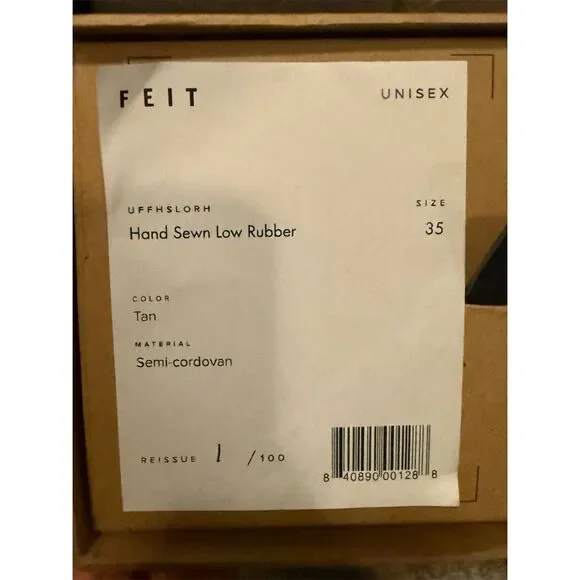 FEIT UNISEX
UFFHSLORH SIZE
Hand Sewn Low Rubber 35
COLOR
Tan
MATERIAL
Semi-cordovan
REISSUE 1 /100
8 40890 00128 8